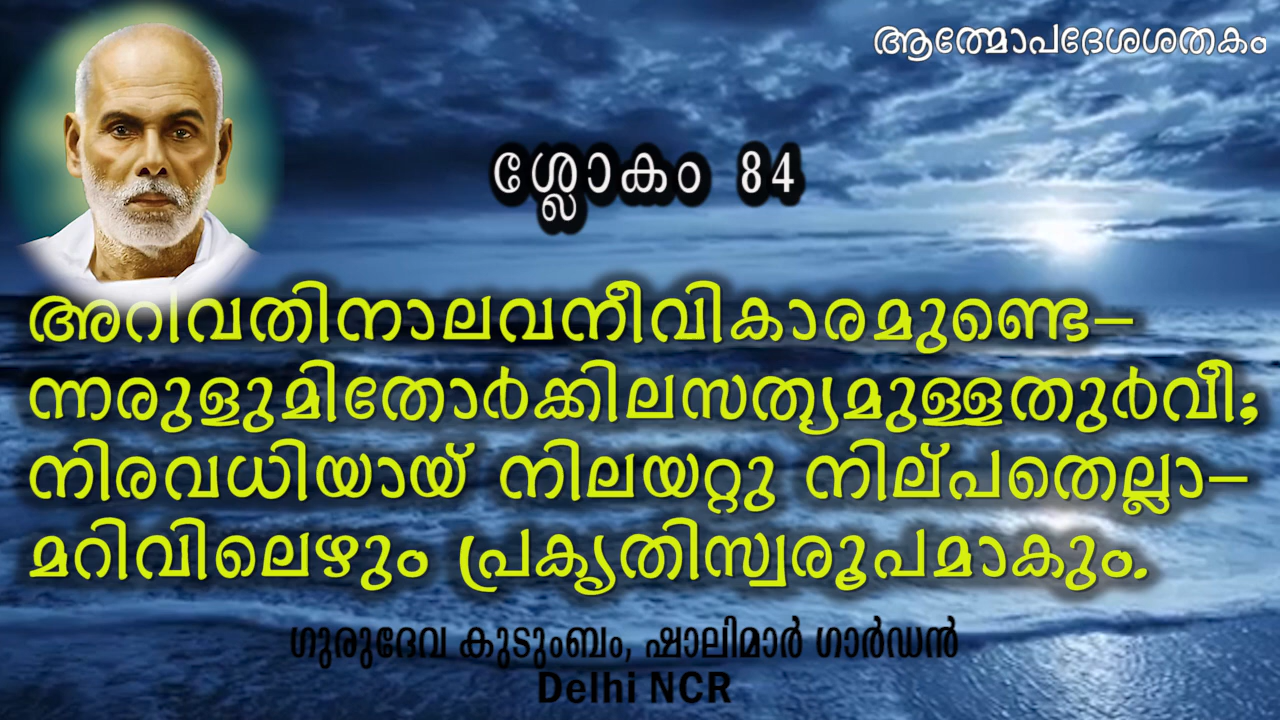 ആത്മോപദേശശതകം
ശ്ലോകം 84
അറിവതിനാലവനീവികാരമുണ്ടെ–
ന്നരുളുമിതോർക്കിലസത്യമുള്ളതുർവീ;
നിരവധിയായ് നിലയറ്റു നില്പതെല്ലാ–
മറിവിലെഴും പ്രകൃതിസ്വരൂപമാകും.
ഗുരുദേവ കുടുംബം, ഷാലിമാർ ഗാർഡൻ
Delhi NCR